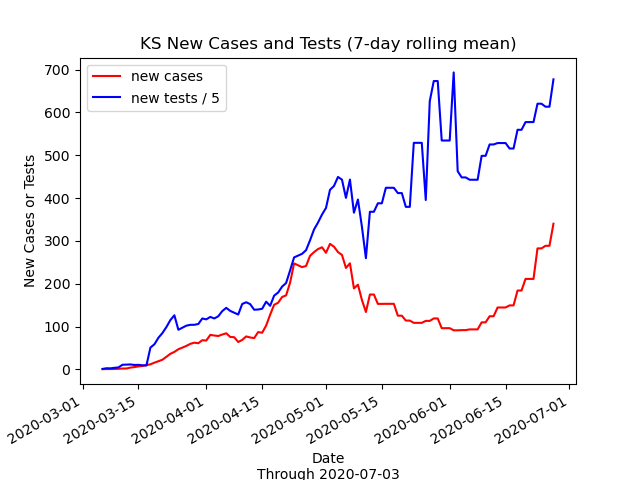 KS New Cases and Tests (7-day rolling mean)
new cases
new tests / 5
New Cases or Tests
700
600
500
400
300
200
100
0
2020-03-01
2020-03-15
2020-04-01
2020-04-15
2020-05-01
2020-05-15
2020-06-01
2020-06-15
2020-07-01
Date
Through 2020-07-03